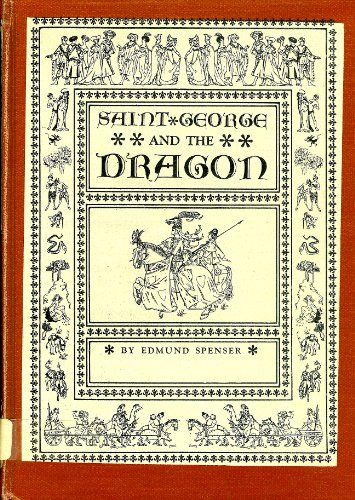 SAINT * GEORGE
** AND THE **
DRAGON
* BY EDMUND SPENSER *